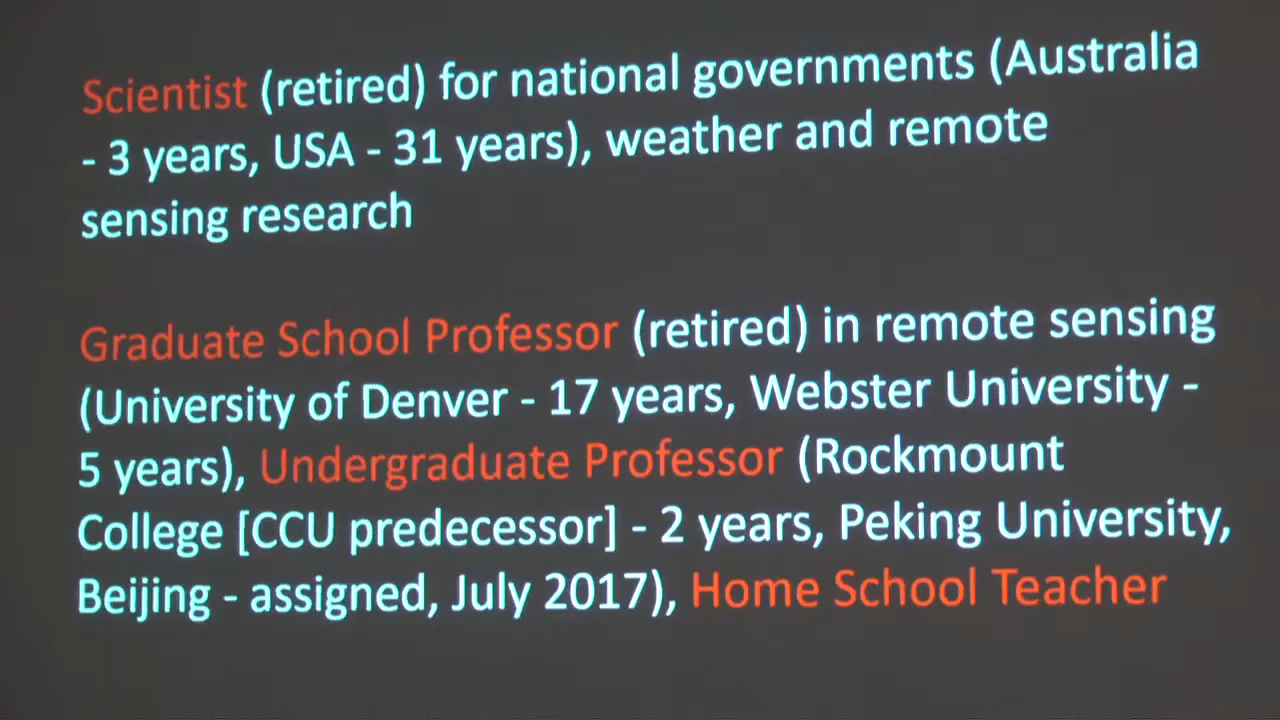 Scientist (retired) for national governments (Australia
- 3 years, USA - 31 years), weather and remote
sensing research
Graduate School Professor (retired) in remote sensing
(University of Denver - 17 years, Webster University -
5 years), Undergraduate Professor (Rockmount
College [CCU predecessor] - 2 years, Peking University,
Beijing - assigned, July 2017), Home School Teacher